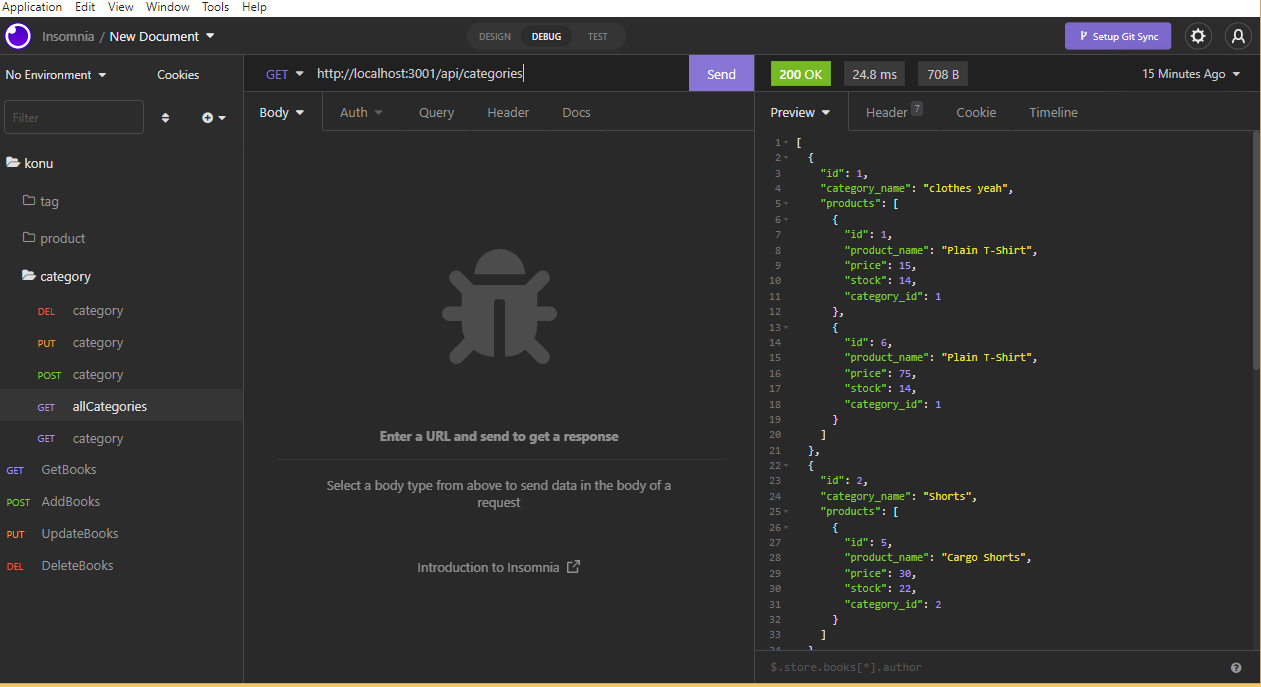 Application Edit View Window Tools Help
Insomnia / New Document
DESIGN DEBUG TEST
Setup Git Sync
No Environment Cookies
GET http://localhost:3001/api/categories Send
200 OK 24.8 ms 708 B 15 Minutes Ago
Filter
Body Auth Query Header Docs
Preview Header 7 Cookie Timeline
konu
tag
product
category
DEL category
PUT category
POST category
GET allCategories
GET category
GET GetBooks
POST AddBooks
PUT UpdateBooks
DEL DeleteBooks
Enter a URL and send to get a response
Select a body type from above to send data in the body of a
request
Introduction to Insomnia
1 [
2 {
3 "id": 1,
4 "category_name": "clothes yeah",
5 "products": [
6 {
7 "id": 1,
8 "product_name": "Plain T-Shirt",
9 "price": 15,
10 "stock": 14,
11 "category_id": 1
12 },
13 {
14 "id": 6,
15 "product_name": "Plain T-Shirt",
16 "price": 75,
17 "stock": 14,
18 "category_id": 1
19 }
20 ]
21 },
22 {
23 "id": 2,
24 "category_name": "Shorts",
25 "products": [
26 {
27 "id": 5,
28 "product_name": "Cargo Shorts",
29 "price": 30,
30 "stock": 22,
31 "category_id": 2
32 }
33 ]
$.store.books[*].author